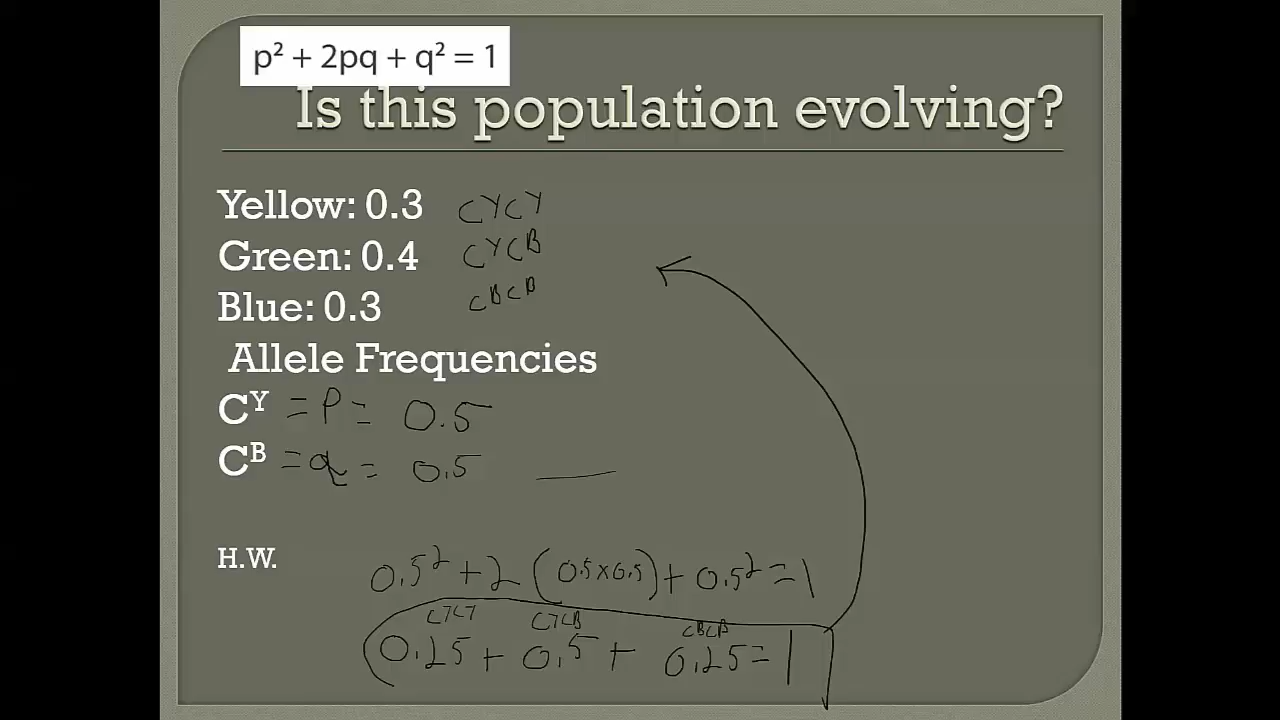 p² + 2pq + q² = 1
Is this population evolving?
Yellow: 0.3 CYCY
Green: 0.4 CYCB
Blue: 0.3 CBCB
Allele Frequencies
Cʸ = P = 0.5
Cᴮ = q = 0.5
H.W. 0.5² + 2 (0.5x0.5) + 0.5² = 1
CYCY CYCB CBCB
0.25 + 0.5 + 0.25 = 1